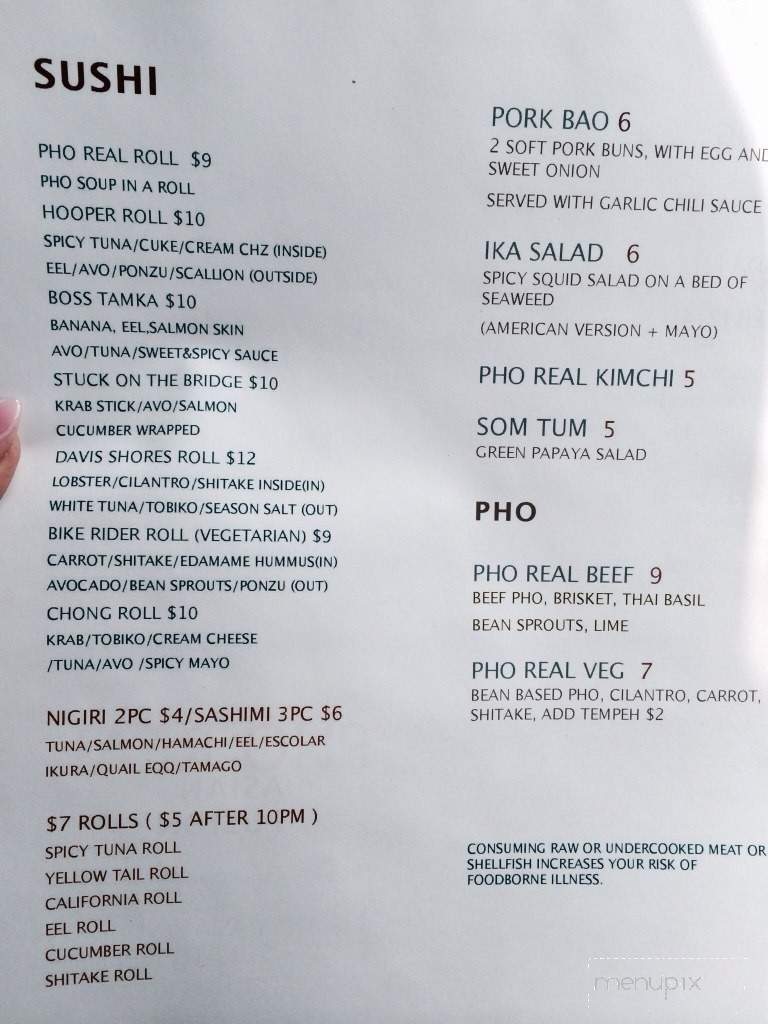 SUSHI
PHO REAL ROLL $9
PHO SOUP IN A ROLL
HOOPER ROLL $10
SPICY TUNA/CUKE/CREAM CHZ (INSIDE)
EEL/AVO/PONZU/SCALLION (OUTSIDE)
BOSS TAMKA $10
BANANA, EEL,SALMON SKIN
AVO/TUNA/SWEET&SPICY SAUCE
STUCK ON THE BRIDGE $10
KRAB STICK/AVO/SALMON
CUCUMBER WRAPPED
DAVIS SHORES ROLL $12
LOBSTER/CILANTRO/SHITAKE INSIDE(IN)
WHITE TUNA/TOBIKO/SEASON SALT (OUT)
BIKE RIDER ROLL (VEGETARIAN) $9
CARROT/SHITAKE/EDAMAME HUMMUS(IN)
AVOCADO/BEAN SPROUTS/PONZU (OUT)
CHONG ROLL $10
KRAB/TOBIKO/CREAM CHEESE
/TUNA/AVO /SPICY MAYO
NIGIRI 2PC $4/SASHIMI 3PC $6
TUNA/SALMON/HAMACHI/EEL/ESCOLAR
IKURA/QUAIL EQQ/TAMAGO
$7 ROLLS ( $5 AFTER 10PM )
SPICY TUNA ROLL
YELLOW TAIL ROLL
CALIFORNIA ROLL
EEL ROLL
CUCUMBER ROLL
SHITAKE ROLL
PORK BAO 6
2 SOFT PORK BUNS, WITH EGG AND
SWEET ONION
SERVED WITH GARLIC CHILI SAUCE
IKA SALAD 6
SPICY SQUID SALAD ON A BED OF
SEAWEED
(AMERICAN VERSION + MAYO)
PHO REAL KIMCHI 5
SOM TUM 5
GREEN PAPAYA SALAD
PHO
PHO REAL BEEF 9
BEEF PHO, BRISKET, THAI BASIL
BEAN SPROUTS, LIME
PHO REAL VEG 7
BEAN BASED PHO, CILANTRO, CARROT,
SHITAKE, ADD TEMPEH $2
CONSUMING RAW OR UNDERCOOKED MEAT OR
SHELLFISH INCREASES YOUR RISK OF
FOODBORNE ILLNESS.
menupix